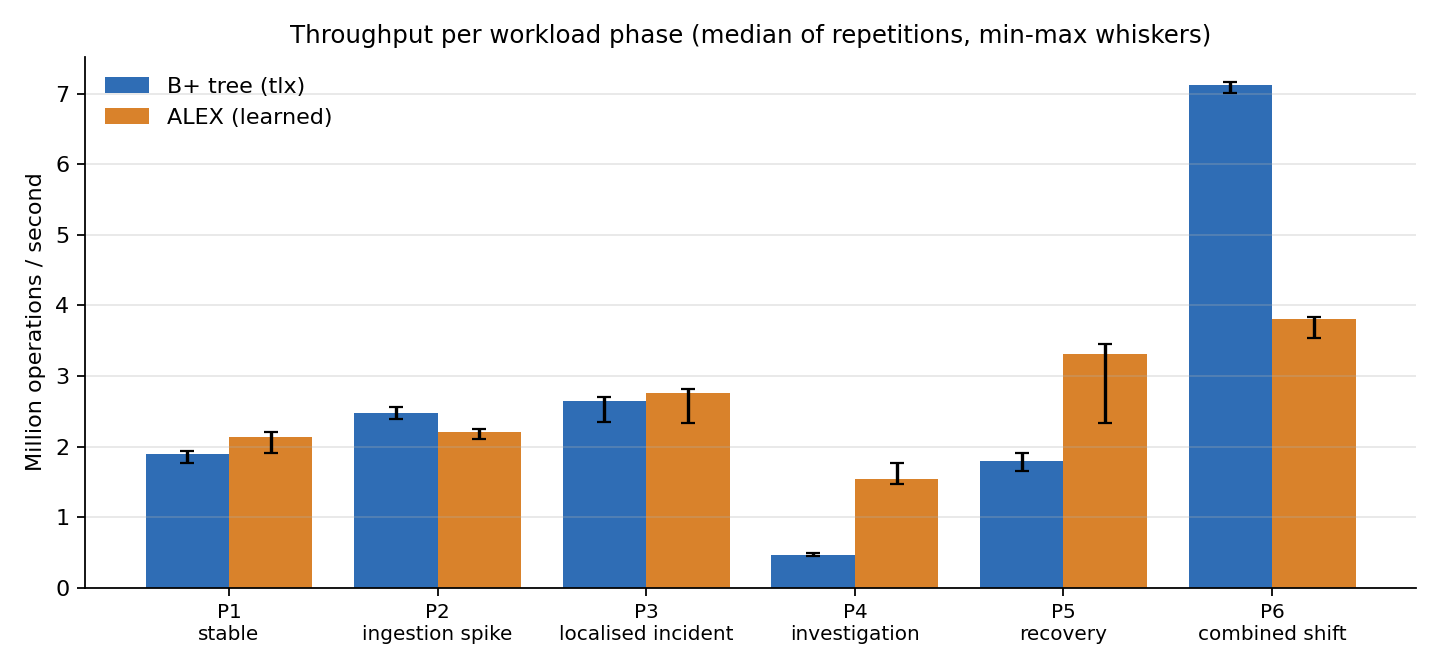 Throughput per workload phase (median of repetitions, min-max whiskers)
B+ tree (tlx)
ALEX (learned)
Million operations / second
7
6
5
4
3
2
1
0
P1
stable
P2
ingestion spike
P3
localised incident
P4
investigation
P5
recovery
P6
combined shift